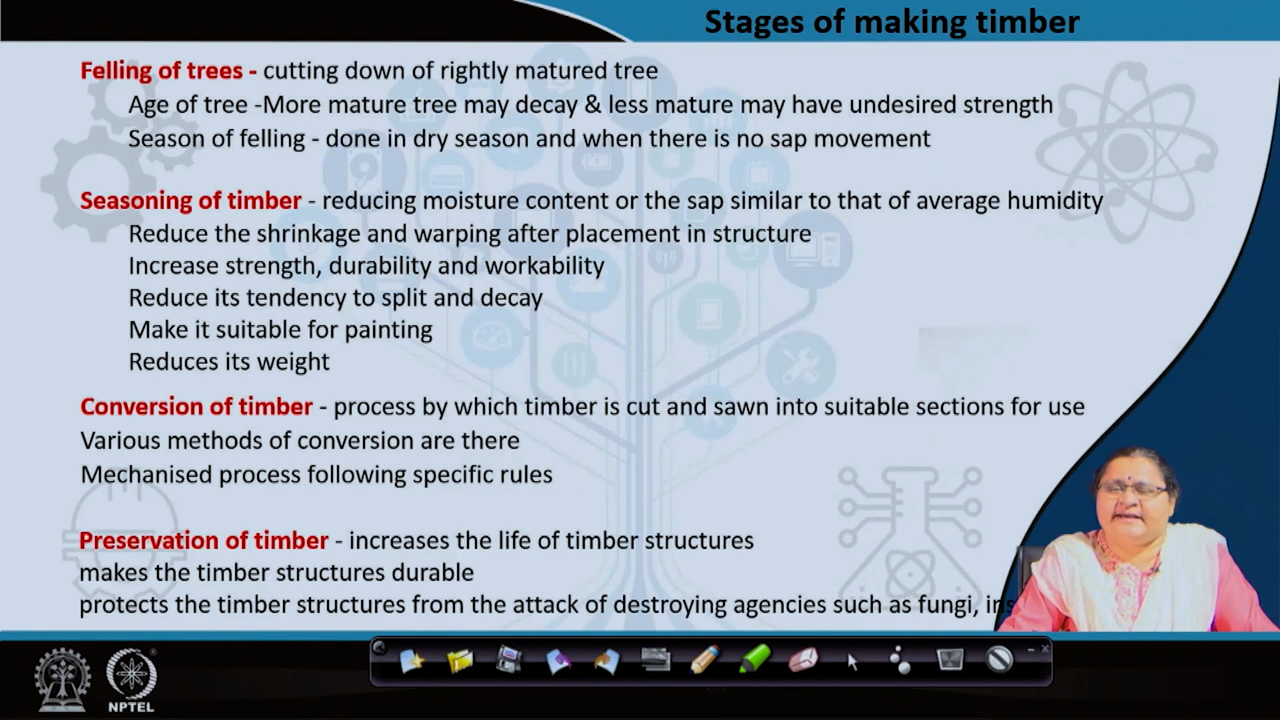 Stages of making timber
Felling of trees - cutting down of rightly matured tree
Age of tree -More mature tree may decay & less mature may have undesired strength
Season of felling - done in dry season and when there is no sap movement
Seasoning of timber - reducing moisture content or the sap similar to that of average humidity
Reduce the shrinkage and warping after placement in structure
Increase strength, durability and workability
Reduce its tendency to split and decay
Make it suitable for painting
Reduces its weight
Conversion of timber - process by which timber is cut and sawn into suitable sections for use
Various methods of conversion are there
Mechanised process following specific rules
Preservation of timber - increases the life of timber structures
makes the timber structures durable
protects the timber structures from the attack of destroying agencies such as fungi,
NPTEL